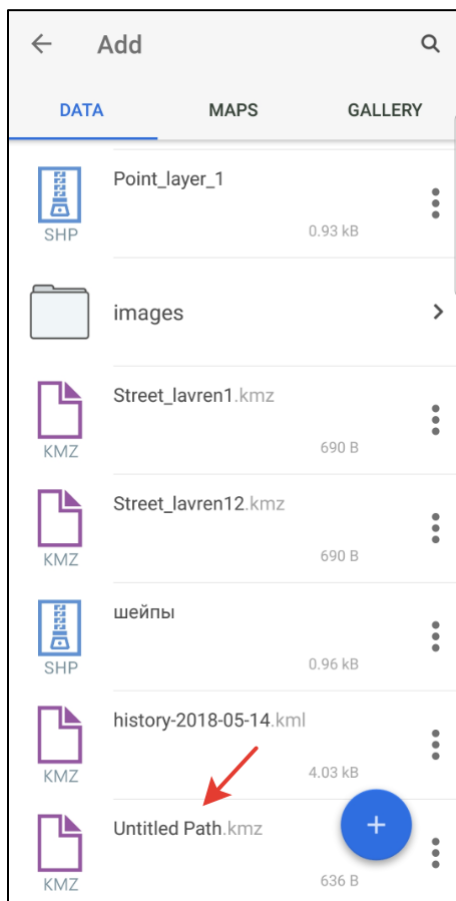 Add
DATA MAPS GALLERY
Point_layer_1
SHP
0.93 kB
images
Street_lavren1.kmz
KMZ
690 B
Street_lavren12.kmz
KMZ
690 B
шейпы
SHP
0.96 kB
history-2018-05-14.kml
KMZ
4.03 kB
Untitled Path.kmz
KMZ
636 B